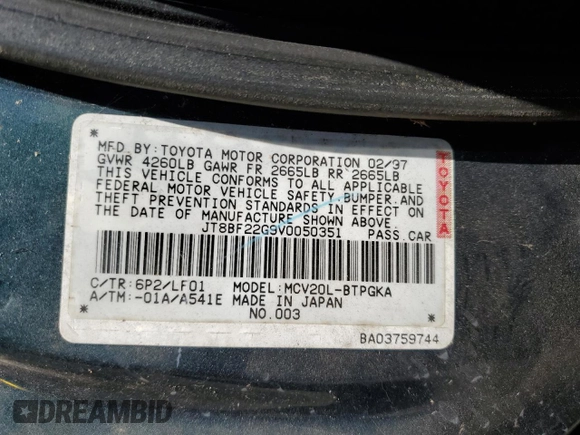 MFD. BY: TOYOTA MOTOR CORPORATION 02/97
GVWR 4260LB GAWR FR 2665LB RR 2665LB
THIS VEHICLE CONFORMS TO ALL APPLICABLE
FEDERAL MOTOR VEHICLE SAFETY, BUMPER, AND
THEFT PREVENTION STANDARDS IN EFFECT ON
THE DATE OF MANUFACTURE SHOWN ABOVE.
JT8BF22G9V0050351 PASS. CAR
TOYOTA
C/TR: 6P2/LF01 MODEL: MCV20L-BTPGKA
A/TM: -01A/A541E MADE IN JAPAN
NO. 003
BA03759744
DREAMBID